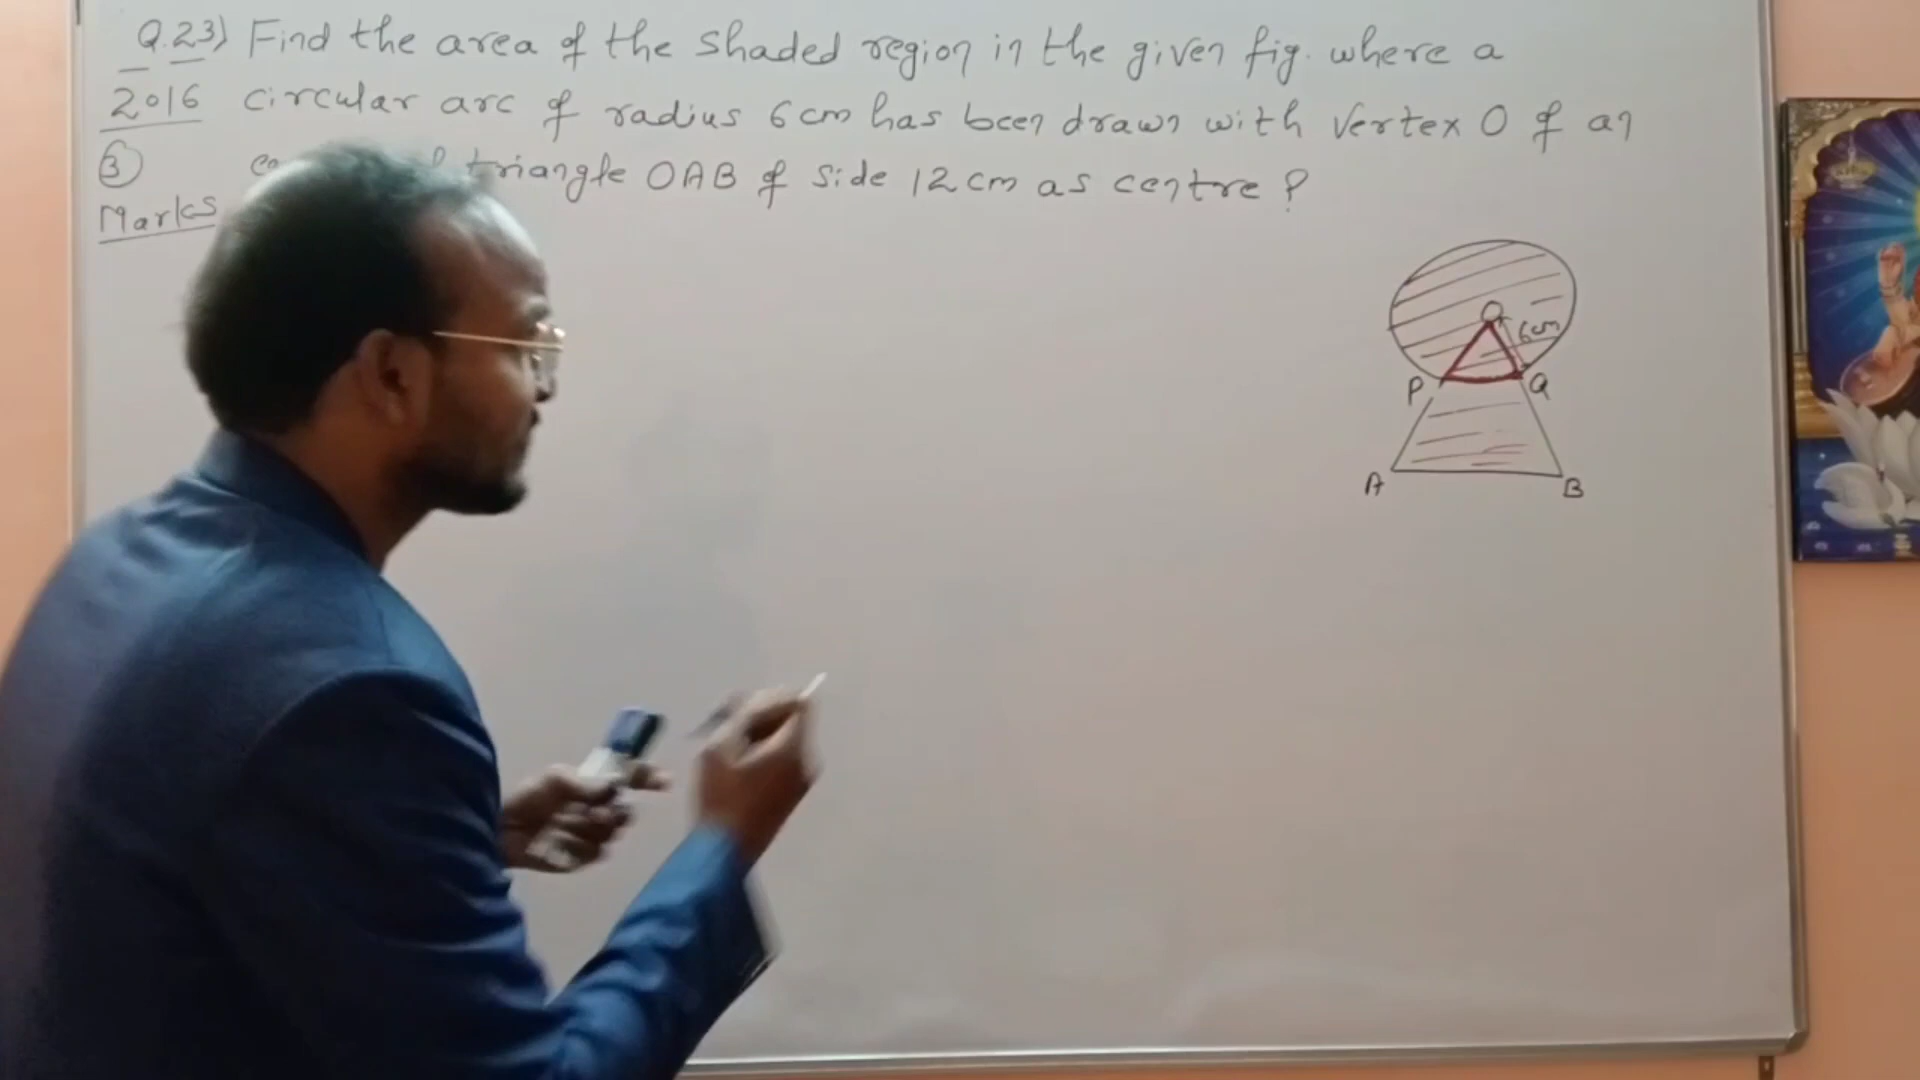 Q.23) Find the area of the shaded region in the given fig. where a
2016 circular arc of radius 6cm has been drawn with vertex O of an
3 triangle OAB of side 12cm as centre ?
Marks
O
6cm
P Q
A B